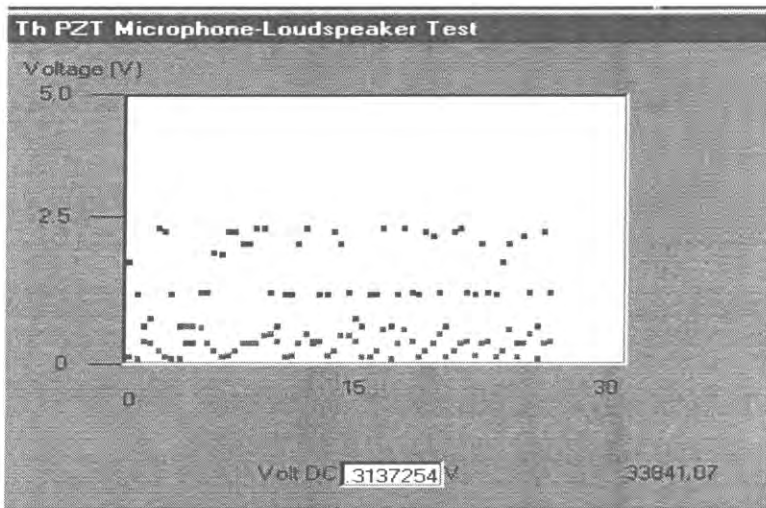 Th PZT Microphone-Loudspeaker Test
Voltage (V)
5.0
2.5
0
0 15 30
Volt DC .3137254 V 33841.07